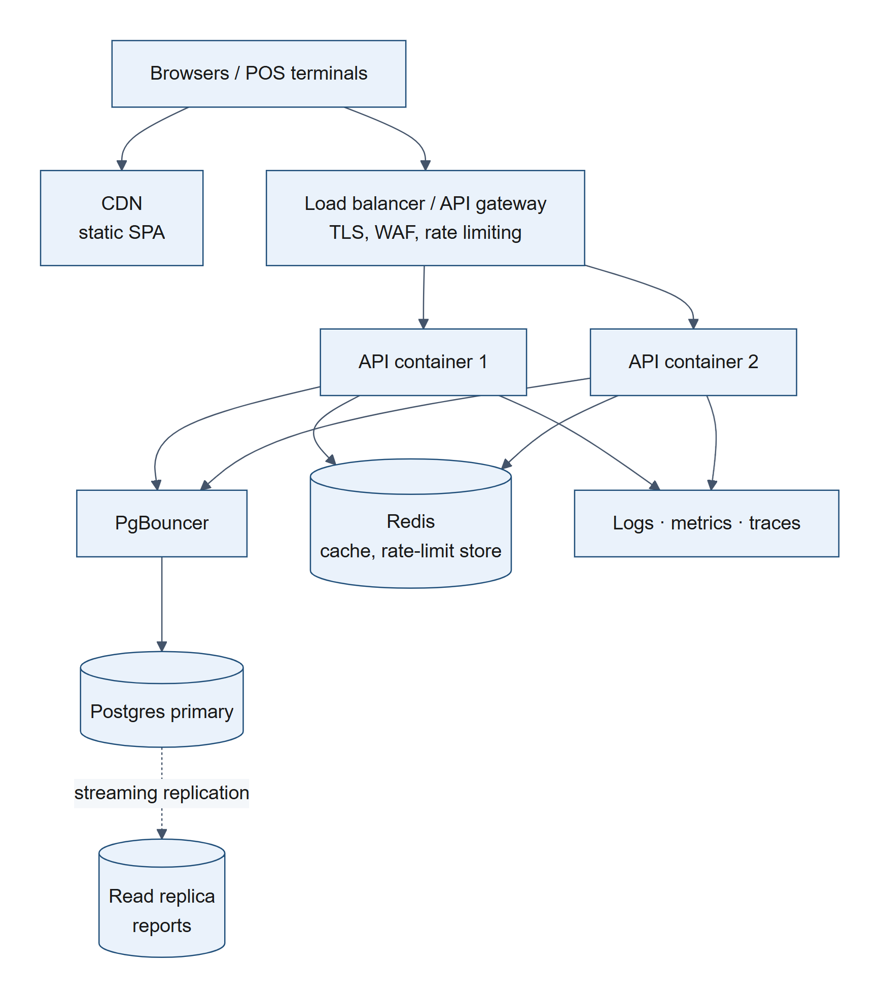 Browsers / POS terminals
CDN
static SPA
Load balancer / API gateway
TLS, WAF, rate limiting
API container 1
API container 2
PgBouncer
Redis
cache, rate-limit store
Logs · metrics · traces
Postgres primary
streaming replication
Read replica
reports